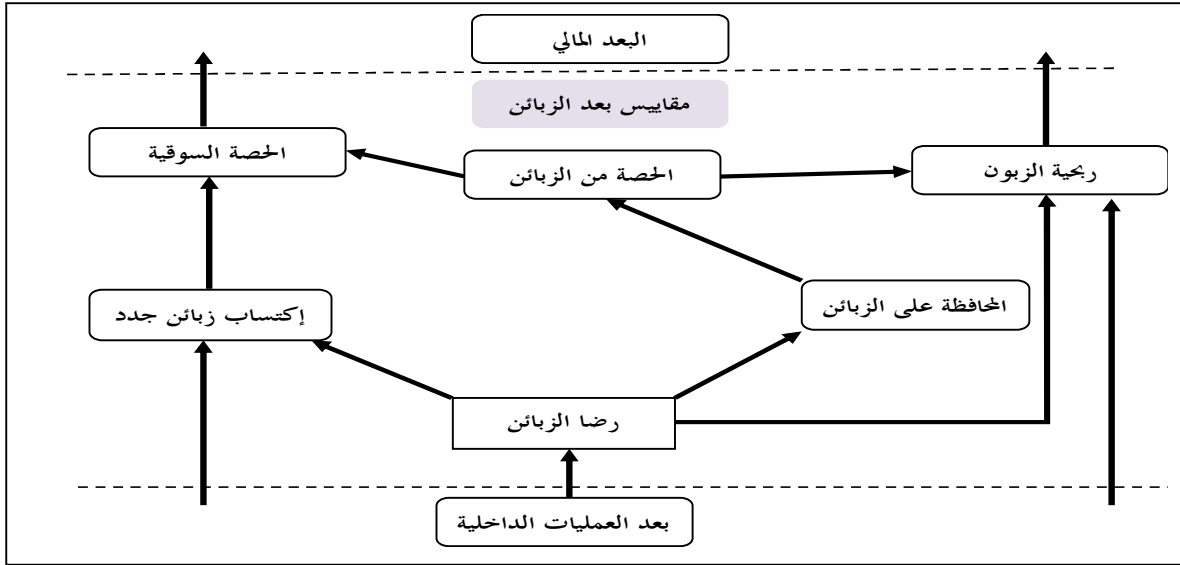 البعد المالي
مقاييس بعد الزبائن
الحصة السوقية
الحصة من الزبائن
ربحية الزبون
إكتساب زبائن جدد
المحافظة على الزبائن
رضا الزبائن
بعد العمليات الداخلية